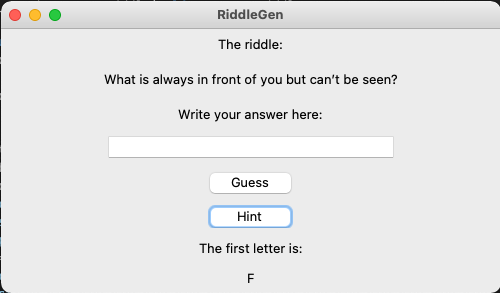 RiddleGen
The riddle:
What is always in front of you but can't be seen?
Write your answer here:
Guess
Hint
The first letter is:
F